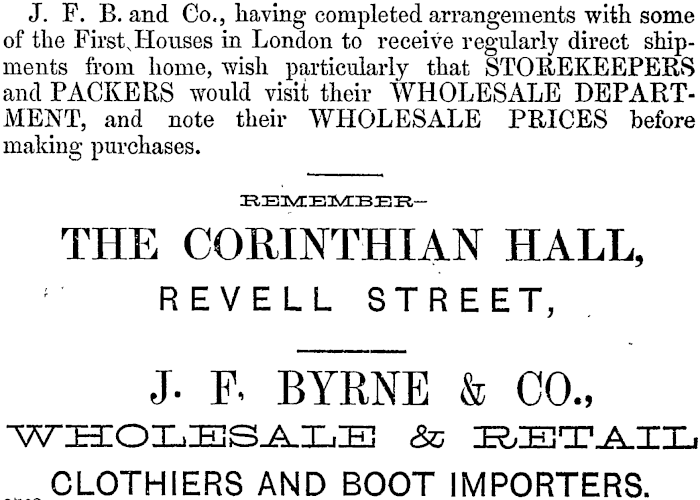 J. F. B. and Co., having completed arrangements with some
of the First Houses in London to receive regularly direct ship-
ments from home, wish particularly that STOREKEEPERS
and PACKERS would visit their WHOLESALE DEPART-
MENT, and note their WHOLESALE PRICES before
making purchases.
REMEMBER—
THE CORINTHIAN HALL,
REVELL STREET,
J. F. BYRNE & CO.,
WHOLESALE & RETAIL
CLOTHIERS AND BOOT IMPORTERS.